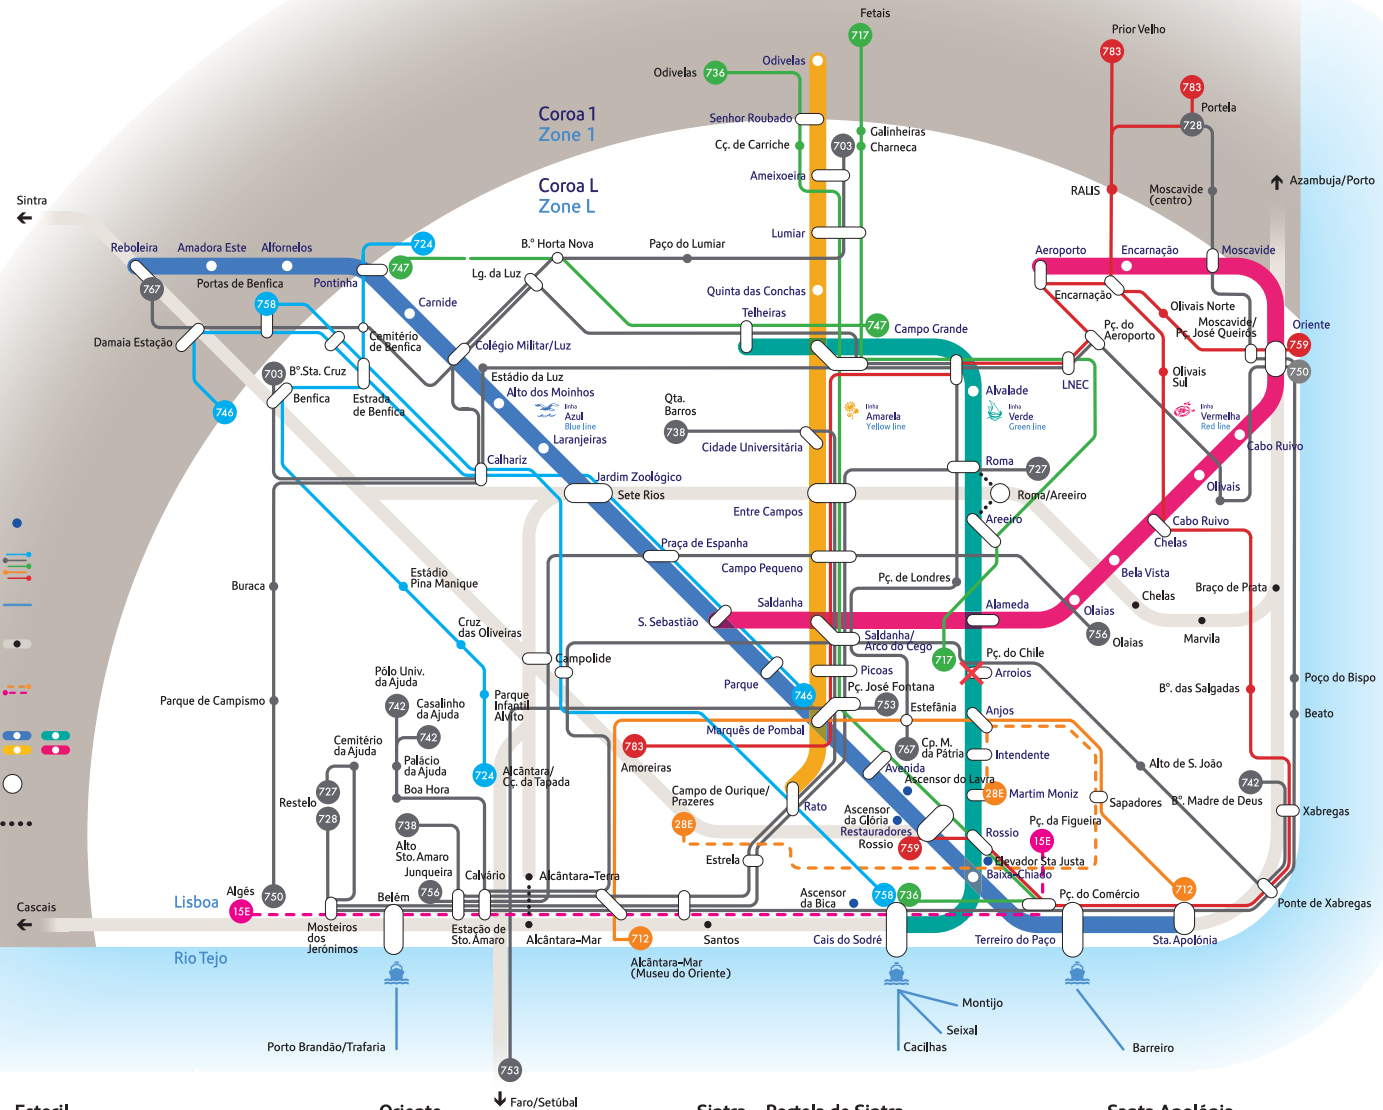 Fetais
717
Prior Velho
783
Odivelas
Odivelas
736
783
Portela
728
Coroa 1
Zone 1
Senhor Roubado
Galinheiras
Charneca
Cç. de Carriche
703
Ameixoeira
Coroa L
Zone L
RALIS
Moscavide
(centro)
Azambuja/Porto
Sintra
Lumiar
Reboleira
Amadora Este
Alfornelos
724
B.º Horta Nova
Paço do Lumiar
Aeroporto
Encarnação
Moscavide
767
Portas de Benfica
Pontinha
747
Lg. da Luz
Quinta das Conchas
Encarnação
758
Carnide
Telheiras
747
Campo Grande
Olivais Norte
Moscavide/
Pç. José Queirós
Oriente
759
Damaia Estação
Cemitério
de Benfica
Colégio Militar/Luz
Pç. do
Aeroporto
750
703
B°.Sta. Cruz
Estádio da Luz
LNEC
Olivais
Sul
Benfica
Estrada
de Benfica
Alto dos Moinhos
Alvalade
746
linha
Azul
Blue line
Qta.
Barros
linha
Amarela
Yellow line
linha
Verde
Green line
linha
Vermelha
Red line
738
Cidade Universitária
Laranjeiras
Cabo Ruivo
Calhariz
Roma
727
Jardim Zoológico
Sete Rios
Olivais
Roma/Areeiro
Entre Campos
Areeiro
Cabo Ruivo
Chelas
Praça de Espanha
Campo Pequeno
Bela Vista
Estádio
Pina Manique
Pç. de Londres
Buraca
Braço de Prata
Chelas
Saldanha
Alameda
Olaias
S. Sebastião
Marvila
756
Olaias
Cruz
das Oliveiras
Saldanha/
Arco do Cego
717
Pç. do Chile
Campolide
Picoas
Arroios
Pólo Univ.
da Ajuda
Parque
Poço do Bispo
Parque de Campismo
742
Casalinho
da Ajuda
Parque
Infantil
Alvito
746
Pç. José Fontana
753
Estefânia
B°. das Salgadas
Anjos
Beato
742
Marquês de Pombal
Cemitério
da Ajuda
783
Amoreiras
767
Cp. M.
da Pátria
Intendente
Palácio
da Ajuda
724
Alcântara/
Cç. da Tapada
Avenida
Alto de S. João
Ascensor do Lavra
742
727
Restelo
Boa Hora
Campo de Ourique/
Prazeres
Rato
28E
Martim Moniz
Sapadores
B°. Madre de Deus
728
Ascensor
da Glória
Restauradores
Xabregas
738
28E
Pç. da Figueira
Alto
Sto. Amaro
Rossio
759
Rossio
15E
Estrela
Elevador Sta Justa
Junqueira
756
Calvário
Alcântara-Terra
Baixa-Chiado
Algés
15E
750
Lisboa
Belém
Ascensor
da Bica
758
736
Pç. do Comércio
712
Ponte de Xabregas
Cascais
Mosteiros
dos
Jerónimos
Estação de
Sto. Amaro
Alcântara-Mar
712
Santos
Cais do Sodré
Terreiro do Paço
Sta. Apolónia
Rio Tejo
Alcântara-Mar
(Museu do Oriente)
Montijo
Seixal
Cacilhas
Barreiro
Porto Brandão/Trafaria
753
Faro/Setúbal